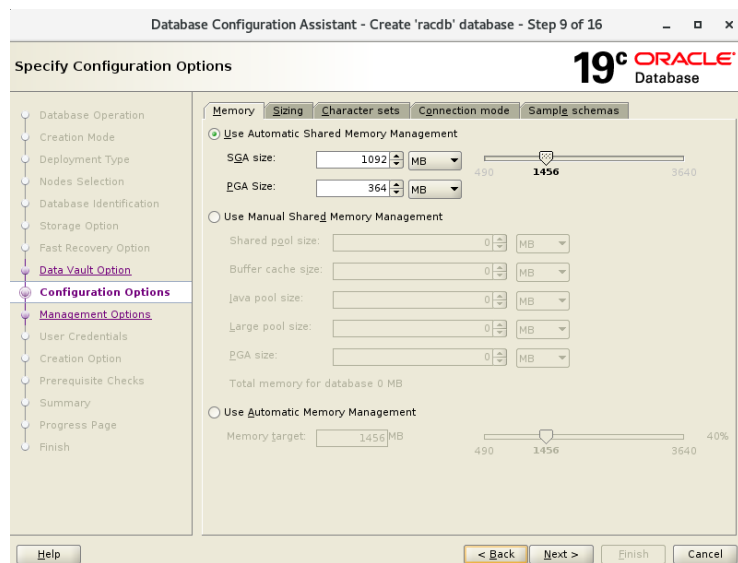 Database Configuration Assistant - Create 'racdb' database - Step 9 of 16
Specify Configuration Options
19c ORACLE Database
Database Operation
Creation Mode
Deployment Type
Nodes Selection
Database Identification
Storage Option
Fast Recovery Option
Data Vault Option
Configuration Options
Management Options
User Credentials
Creation Option
Prerequisite Checks
Summary
Progress Page
Finish
Memory Sizing Character sets Connection mode Sample schemas
Use Automatic Shared Memory Management
SGA size: 1092 MB
490 1456 3640
PGA Size: 364 MB
Use Manual Shared Memory Management
Shared pool size: 0 MB
Buffer cache size: 0 MB
Java pool size: 0 MB
Large pool size: 0 MB
PGA size: 0 MB
Total memory for database 0 MB
Use Automatic Memory Management
Memory target: 1456 MB 40%
490 1456 3640
Help < Back Next > Finish Cancel